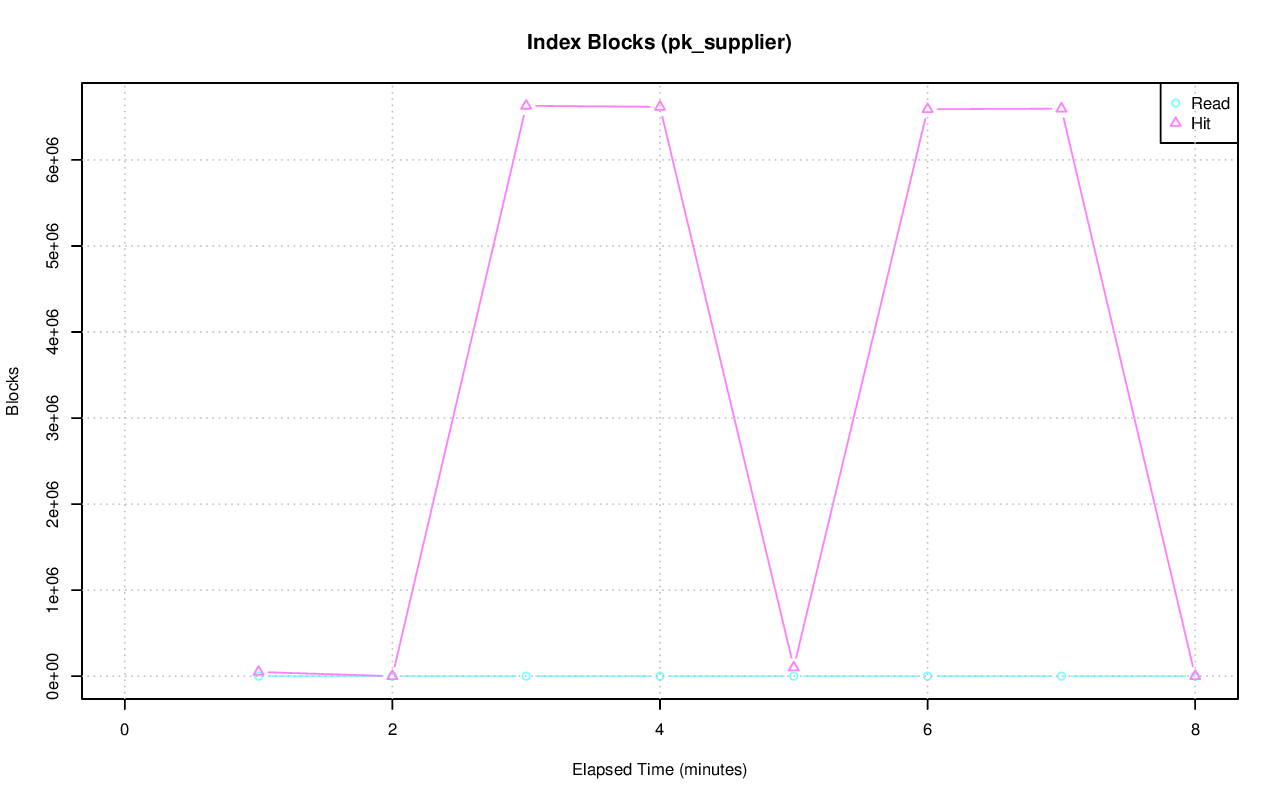 Index Blocks (pk_supplier)
Read
Hit
Blocks
6e+06
5e+06
4e+06
3e+06
2e+06
1e+06
0e+00
0 2 4 6 8
Elapsed Time (minutes)